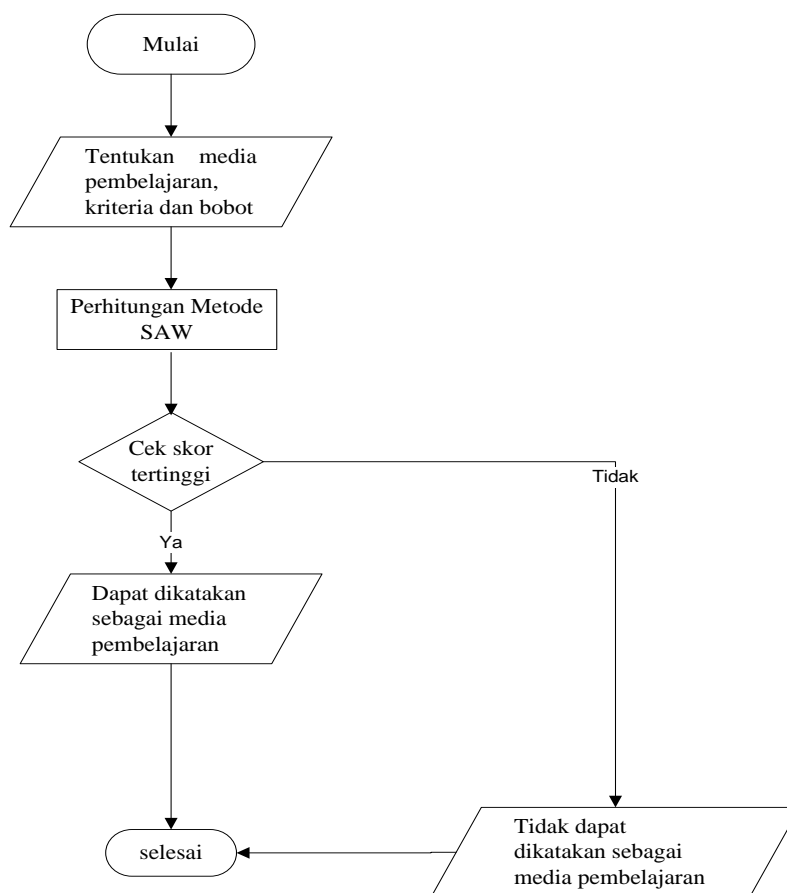 Mulai
Tentukan media
pembelajaran,
kriteria dan bobot
Perhitungan Metode
SAW
Cek skor
tertinggi
Tidak
Ya
Dapat dikatakan
sebagai media
pembelajaran
Tidak dapat
dikatakan sebagai
media pembelajaran
selesai